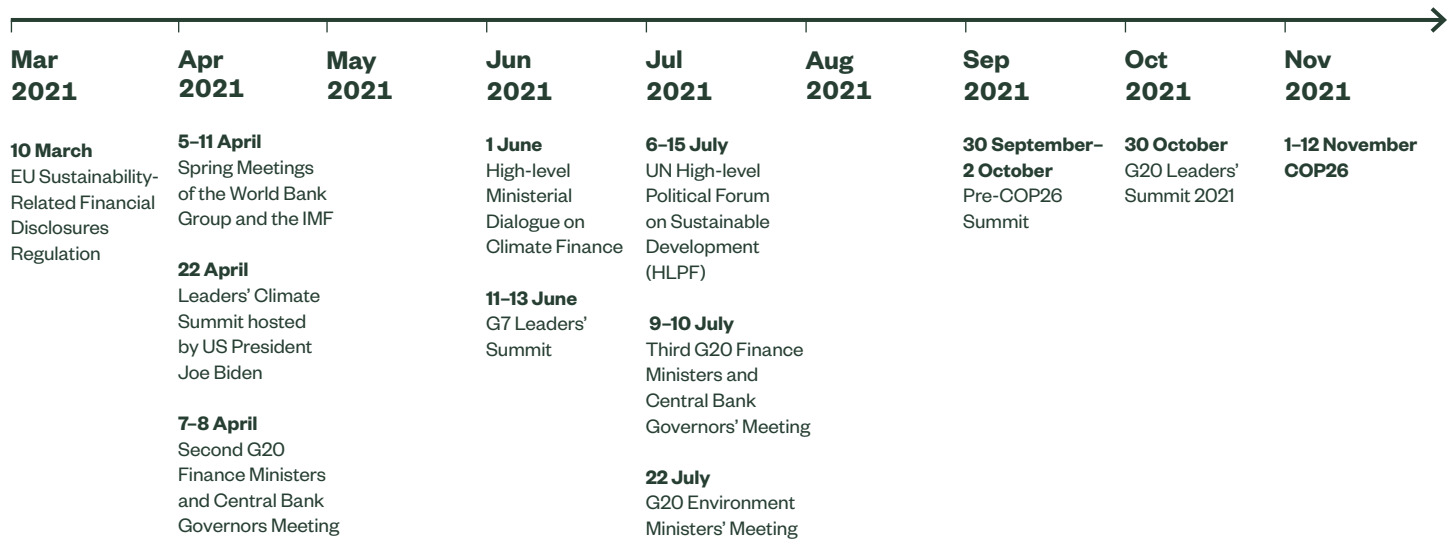 Mar
2021
10 March
EU Sustainability-
Related Financial
Disclosures
Regulation
Apr
2021
5–11 April
Spring Meetings
of the World Bank
Group and the IMF
22 April
Leaders’ Climate
Summit hosted
by US President
Joe Biden
7–8 April
Second G20
Finance Ministers
and Central Bank
Governors Meeting
May
2021
Jun
2021
1 June
High-level
Ministerial
Dialogue on
Climate Finance
11–13 June
G7 Leaders’
Summit
Jul
2021
6–15 July
UN High-level
Political Forum
on Sustainable
Development
(HLPF)
9–10 July
Third G20 Finance
Ministers and
Central Bank
Governors’ Meeting
22 July
G20 Environment
Ministers’ Meeting
Aug
2021
Sep
2021
30 September–
2 October
Pre-COP26
Summit
Oct
2021
30 October
G20 Leaders’
Summit 2021
Nov
2021
1–12 November
COP26